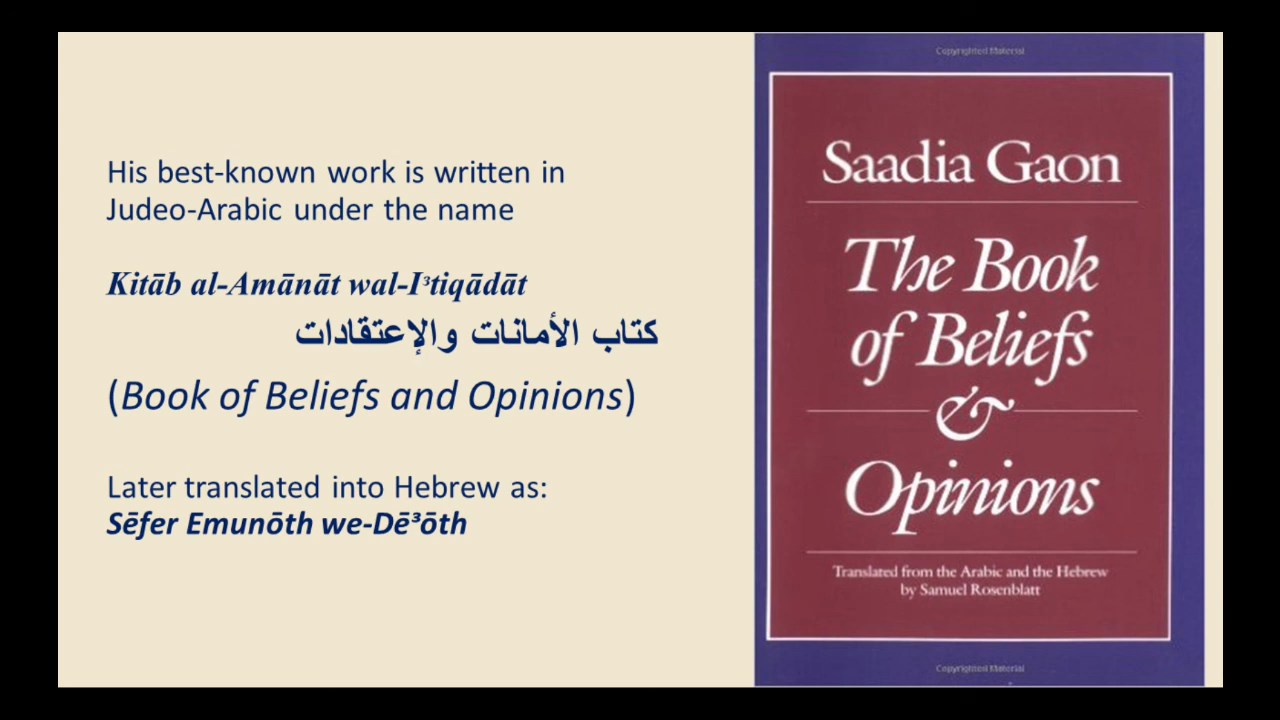 His best-known work is written in
Judeo-Arabic under the name
Kitāb al-Amānāt wal-Iᶾtiqādāt
كتاب الأمانات والإعتقادات
(Book of Beliefs and Opinions)
Later translated into Hebrew as:
Sēfer Emunōth we-Dēᶾōth
Copyrighted Material
Saadia Gaon
The Book
of Beliefs
&
Opinions
Translated from the Arabic and the Hebrew
by Samuel Rosenblatt
Copyrighted Material